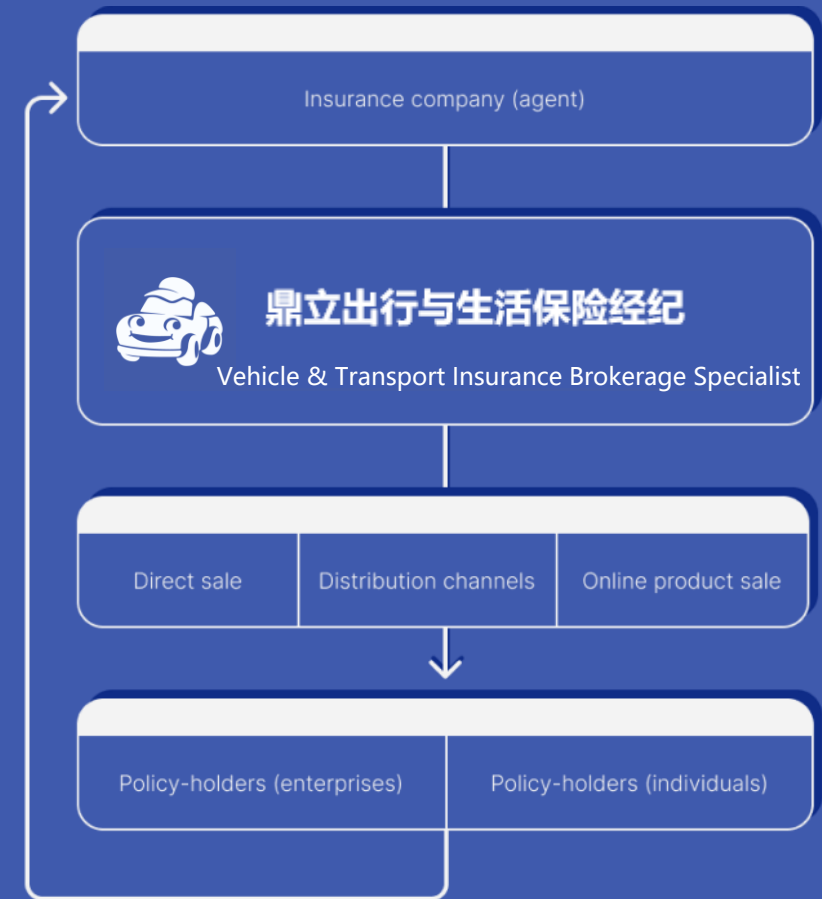 Insurance company (agent)
鼎立出行与生活保险经纪
Vehicle & Transport Insurance Brokerage Specialist
Direct sale
Distribution channels
Online product sale
Policy-holders (enterprises)
Policy-holders (individuals)